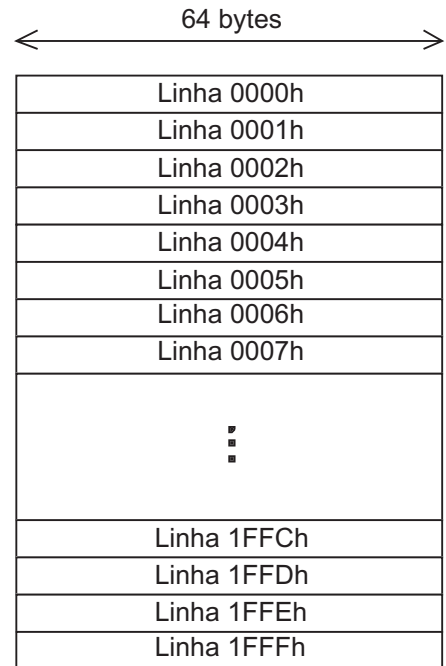 64 bytes
Linha 0000h
Linha 0001h
Linha 0002h
Linha 0003h
Linha 0004h
Linha 0005h
Linha 0006h
Linha 0007h
Linha 1FFCh
Linha 1FFDh
Linha 1FFEh
Linha 1FFFh